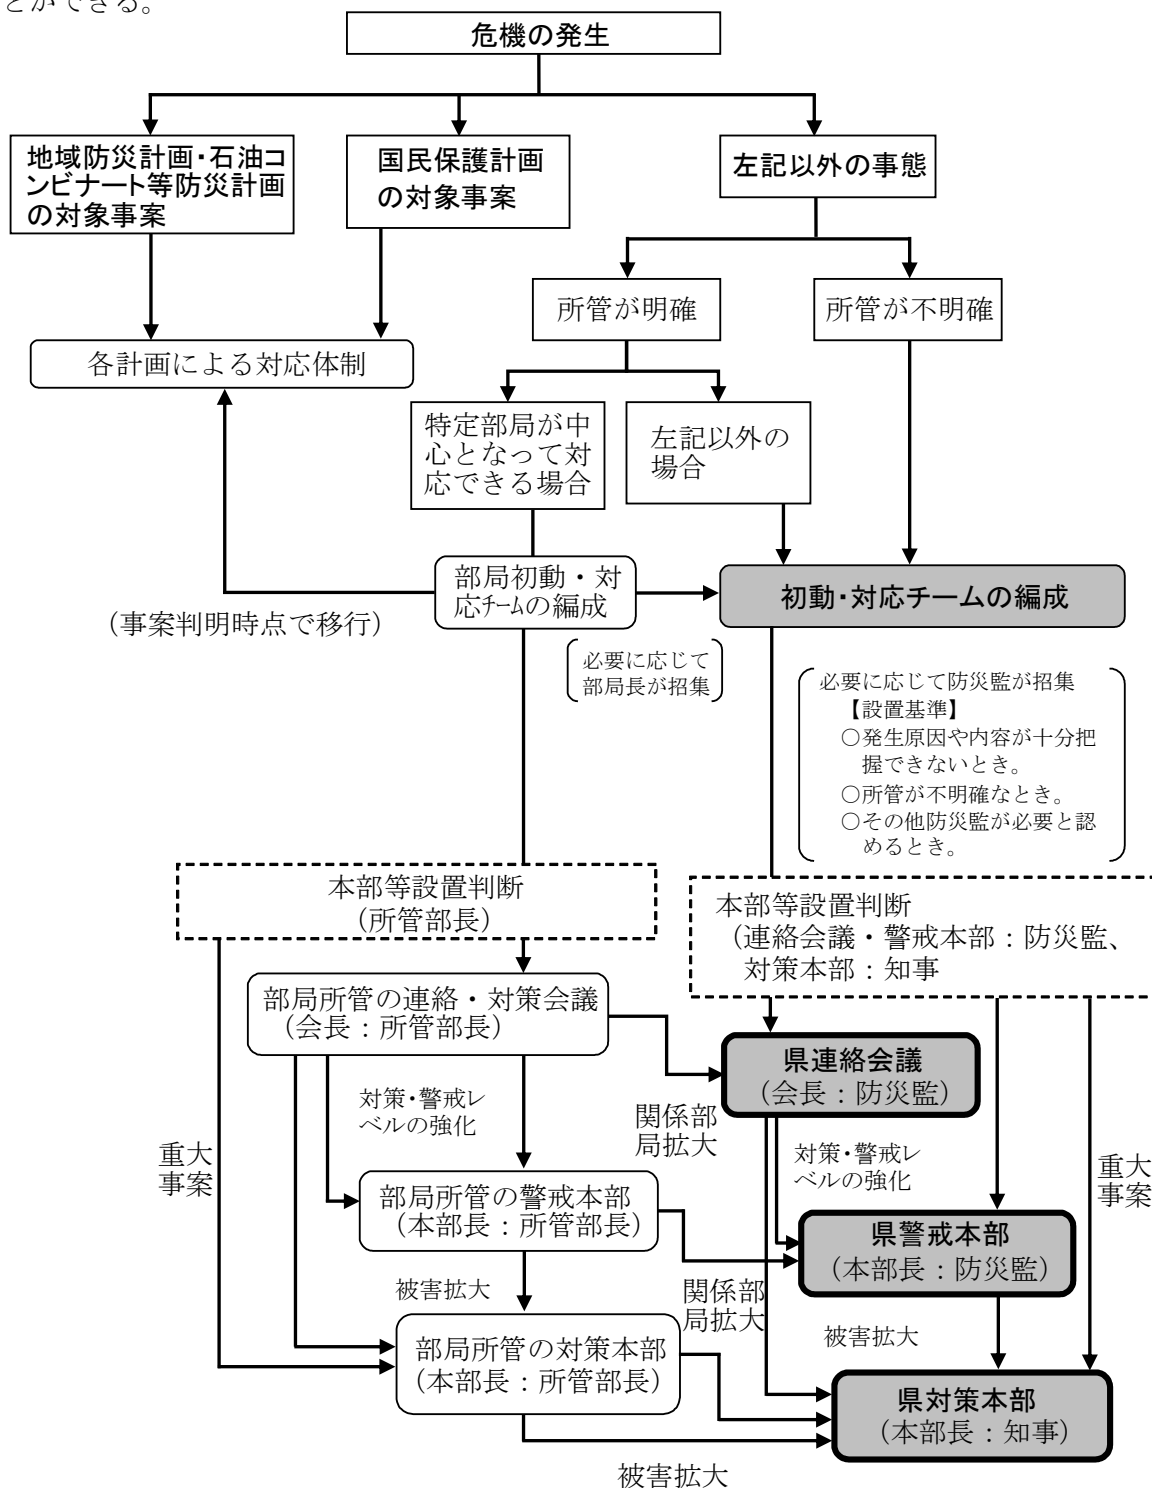 とができる。
危機の発生
地域防災計画・石油コ
ンビナート等防災計画
の対象事案
国民保護計画
の対象事案
左記以外の事態
所管が明確
所管が不明確
各計画による対応体制
特定部局が中
心となって対
応できる場合
左記以外の
場合
部局初動・対
応チームの編成
初動・対応チームの編成
（事案判明時点で移行）
必要に応じて
部局長が招集
必要に応じて防災監が招集
【設置基準】
○発生原因や内容が十分把
握できないとき。
○所管が不明確なとき。
○その他防災監が必要と認
めるとき。
本部等設置判断
（所管部長）
本部等設置判断
（連絡会議・警戒本部：防災監、
対策本部：知事
部局所管の連絡・対策会議
（会長：所管部長）
県連絡会議
（会長：防災監）
対策・警戒レ
ベルの強化
関係部
局拡大
対策・警戒レ
ベルの強化
重大
事案
重大
事案
部局所管の警戒本部
（本部長：所管部長）
県警戒本部
（本部長：防災監）
被害拡大
関係部
局拡大
被害拡大
部局所管の対策本部
（本部長：所管部長）
県対策本部
（本部長：知事）
被害拡大